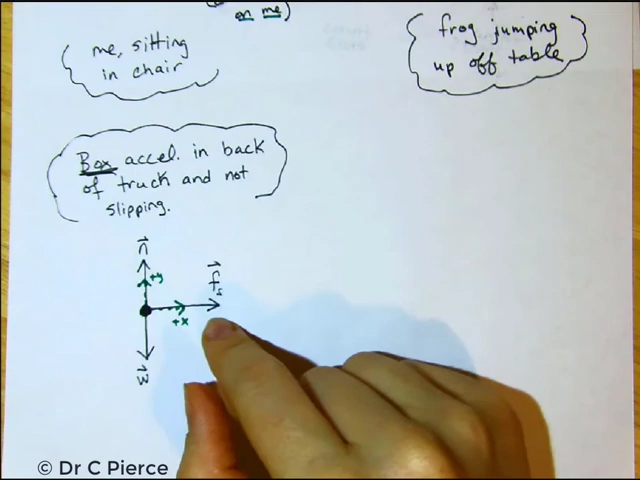 on me)
me, sitting
in chair
frog jumping
up off table
Box accel. in back
of truck and not
slipping.
n
+y
fs
+x
w
© Dr C Pierce